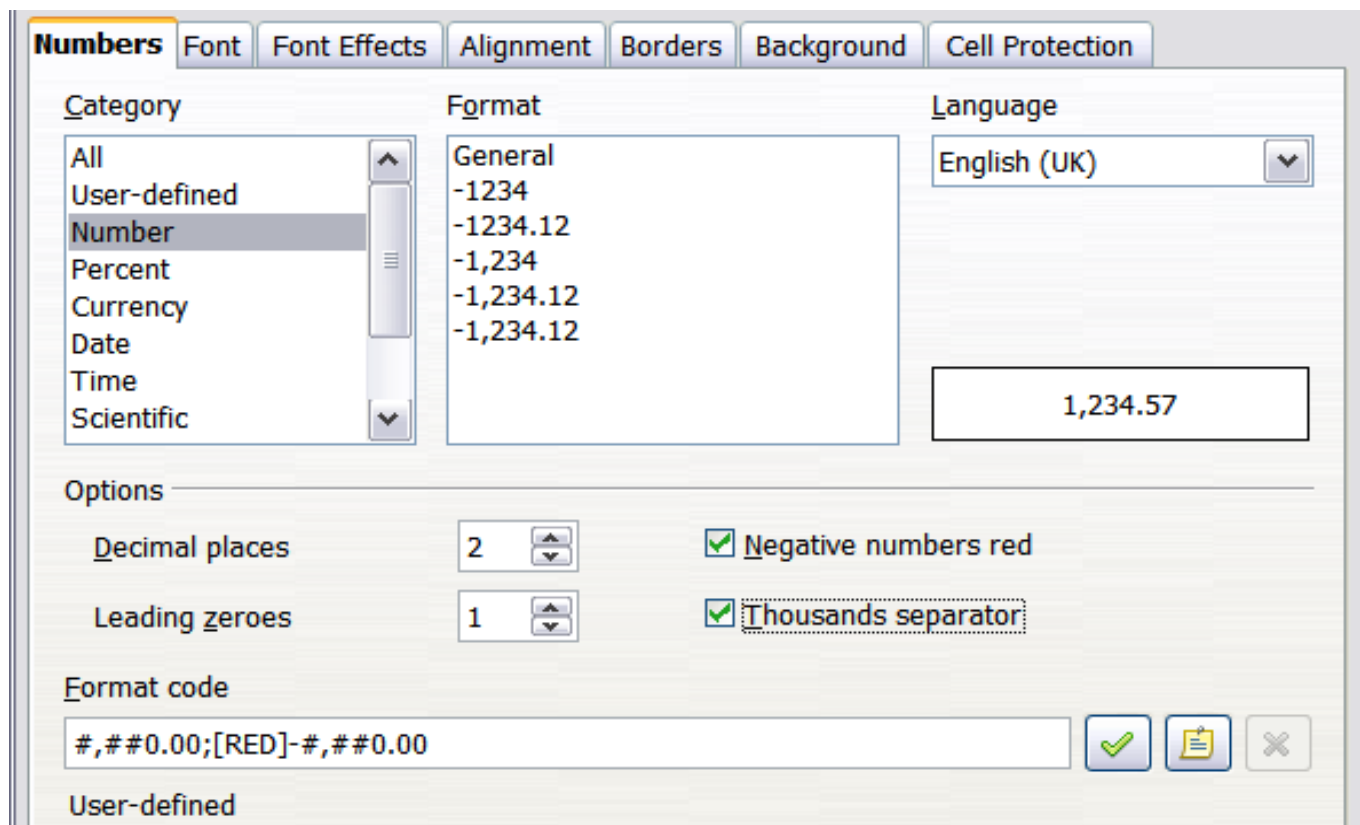 Numbers Font Font Effects Alignment Borders Background Cell Protection
Category Format Language
All
User-defined
Number
Percent
Currency
Date
Time
Scientific
General
-1234
-1234.12
-1,234
-1,234.12
-1,234.12
English (UK)
1,234.57
Options
Decimal places 2 Negative numbers red
Leading zeroes 1 Thousands separator
Format code
#,##0.00;[RED]-#,##0.00
User-defined